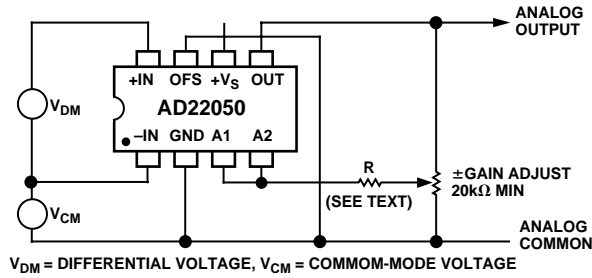 ANALOG
OUTPUT
+IN OFS +VS OUT
AD22050
–IN GND A1 A2
VDM
VCM
R
(SEE TEXT)
±GAIN ADJUST
20kΩ MIN
ANALOG
COMMON
VDM = DIFFERENTIAL VOLTAGE, VCM = COMMOM-MODE VOLTAGE